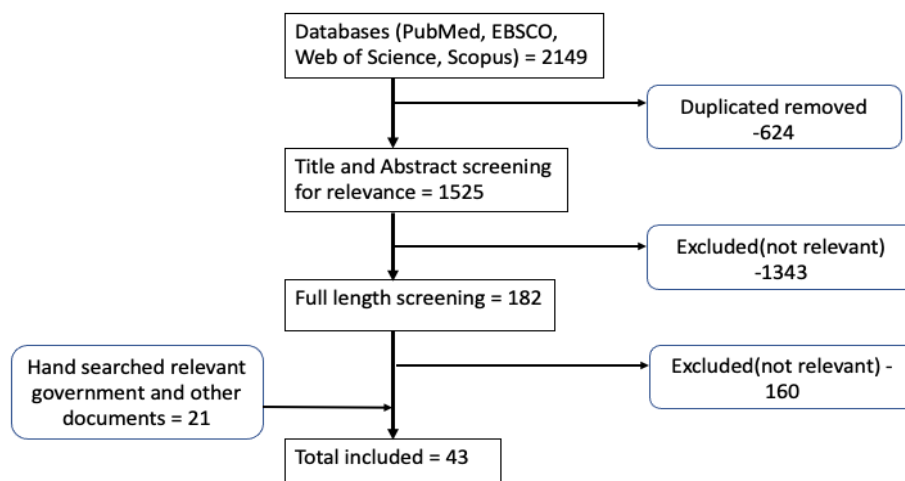 Databases (PubMed, EBSCO,
Web of Science, Scopus) = 2149
Duplicated removed
-624
Title and Abstract screening
for relevance = 1525
Excluded(not relevant)
-1343
Full length screening = 182
Hand searched relevant
government and other
documents = 21
Excluded(not relevant) -
160
Total included = 43